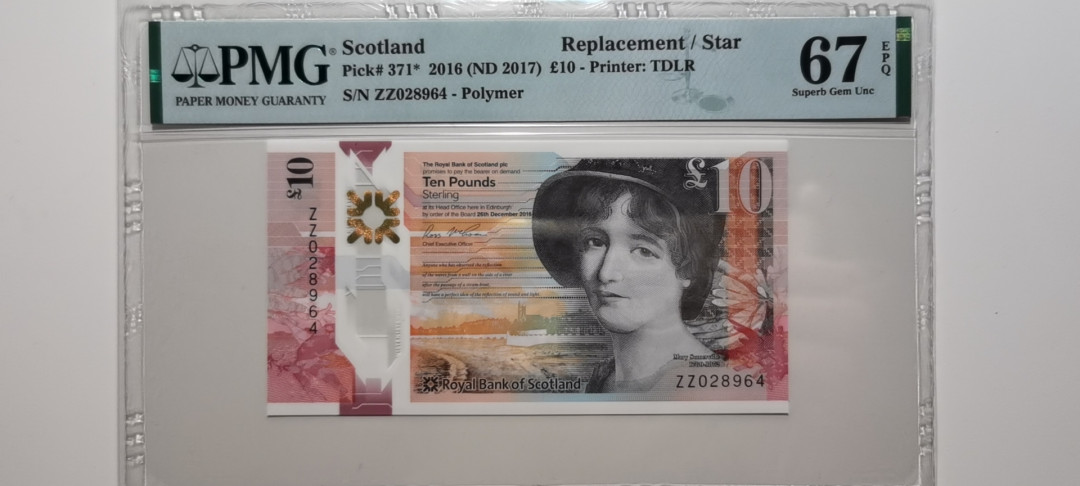 PMG®
PAPER MONEY GUARANTY
Scotland
Replacement / Star
Pick# 371* 2016 (ND 2017) £10 - Printer: TDLR
S/N ZZ028964 - Polymer
67
EPQ
Superb Gem Unc
£10
ZZ028964
The Royal Bank of Scotland plc
promises to pay the bearer on demand
Ten Pounds
Sterling
at its Head Office here in Edinburgh
by order of the Board 26th December 2016
Chief Executive Officer
£10
Royal Bank of Scotland
Mary Somerville
ZZ028964